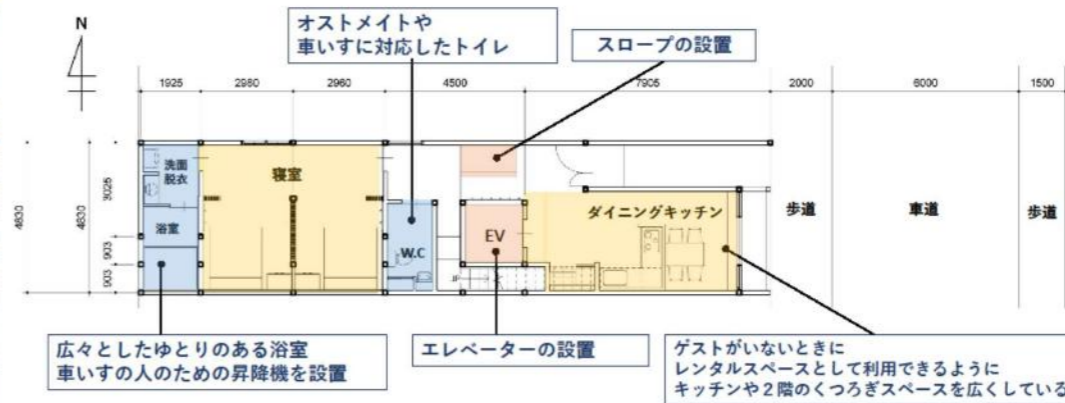 オストメイトや
車いすに対応したトイレ
スロープの設置
N
1925 2980 2960 4500 7905 2000 6000 1500
4830
4830
3025
903
903
洗面
脱衣
浴室
寝室
W.C
EV
ダイニングキッチン
歩道
車道
歩道
広々としたゆとりのある浴室
車いすの人のための昇降機を設置
エレベーターの設置
ゲストがいないときに
レンタルスペースとして利用できるように
キッチンや２階のくつろぎスペースを広くしている